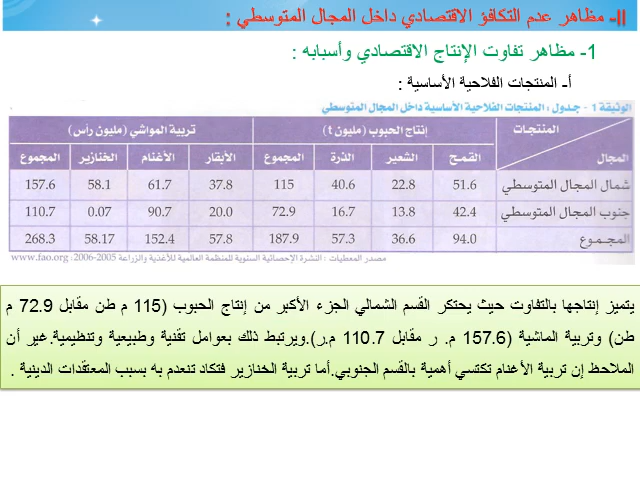 II- مظاهر عدم التكافؤ الاقتصادي داخل المجال المتوسطي :
1- مظاهر تفاوت الإنتاج الاقتصادي وأسبابه :
أ- المنتجات الفلاحية الأساسية :
الوثيقة 1 - جدول : المنتجات الفلاحية الأساسية داخل المجال المتوسطي
المنتجات إنتاج الحبوب (مليون t) تربية المواشي (مليون رأس)
المجال القمح الشعير الذرة المجموع الأبقار الأغنام الخنازير المجموع
شمال المجال المتوسطي 51.6 22.8 40.6 115 37.8 61.7 58.1 157.6
جنوب المجال المتوسطي 42.4 13.8 16.7 72.9 20.0 90.7 0.07 110.7
المجموع 94.0 36.6 57.3 187.9 57.8 152.4 58.17 268.3
مصدر المعطيات : النشرة الإحصائية السنوية للمنظمة العالمية للأغذية والزراعة 2005-2006 : www.fao.org
يتميز إنتاجها بالتفاوت حيث يحتكر القسم الشمالي الجزء الأكبر من إنتاج الحبوب (115 م طن مقابل 72.9 م
طن) وتربية الماشية (157.6 م. ر مقابل 110.7 م.ر).ويرتبط ذلك بعوامل تقنية وطبيعية وتنظيمية.غير أن
الملاحظ إن تربية الأغنام تكتسي أهمية بالقسم الجنوبي.أما تربية الخنازير فتكاد تنعدم به بسبب المعتقدات الدينية .